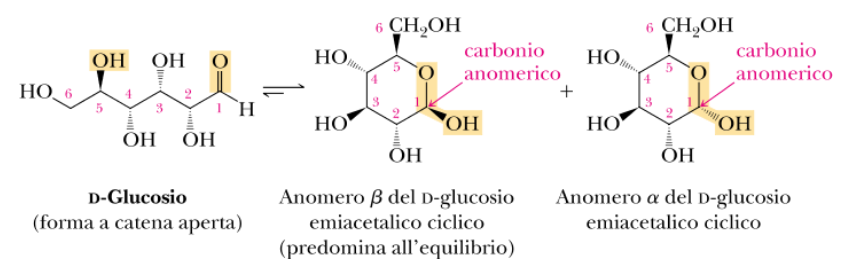 OH
OH
O
HO
6
5
4
3
2
1
H
OH
OH
6
CH₂OH
HO
5
O
4
carbonio
anomerico
3
1
HO
2
OH
OH
+
6
CH₂OH
HO
5
O
4
carbonio
anomerico
3
1
HO
2
OH
OH
D-Glucosio
(forma a catena aperta)
Anomero β del D-glucosio
emiacetalico ciclico
(predomina all'equilibrio)
Anomero α del D-glucosio
emiacetalico ciclico